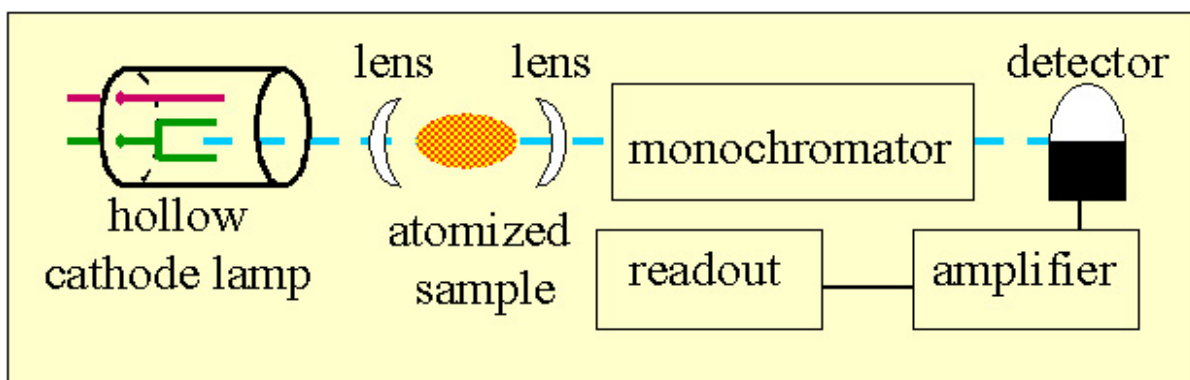 lens
lens
detector
monochromator
hollow
cathode lamp
atomized
sample
readout
amplifier